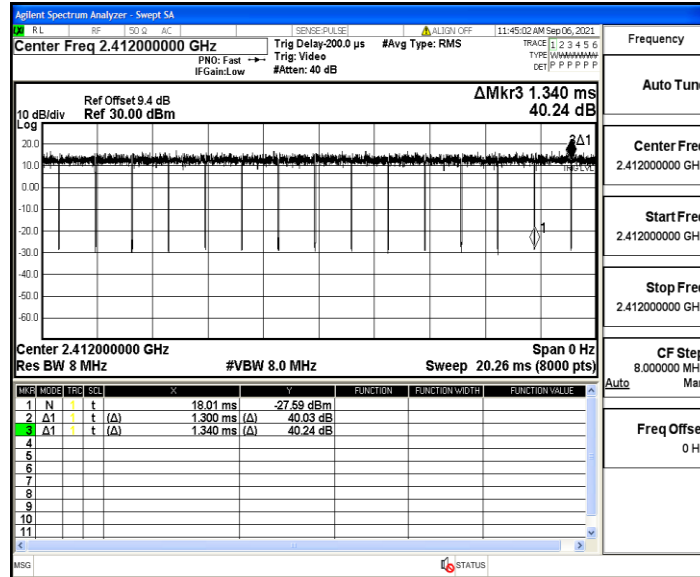 Agilent Spectrum Analyzer - Swept SA
RL RF 50 Ω AC SENSE:PULSE ALIGN OFF 11:45:02 AM Sep 06, 2021
Center Freq 2.412000000 GHz
PNO: Fast
IFGain:Low
Trig Delay-200.0 µs
Trig: Video
#Atten: 40 dB
#Avg Type: RMS
TRACE 1 2 3 4 5 6
TYPE WWWWWW
DET P P P P P P
ΔMkr3 1.340 ms
40.24 dB
10 dB/div
Log
Ref Offset 9.4 dB
Ref 30.00 dBm
20.0
10.0
0.00
-10.0
-20.0
-30.0
-40.0
-50.0
-60.0
3Δ1
TRIG LVL
1
Center 2.412000000 GHz Span 0 Hz
Res BW 8 MHz #VBW 8.0 MHz Sweep 20.26 ms (8000 pts)
MKR MODE TRC SCL X Y FUNCTION FUNCTION WIDTH FUNCTION VALUE
1 N 1 t 18.01 ms -27.59 dBm
2 Δ1 1 t (Δ) 1.300 ms (Δ) 40.03 dB
3 Δ1 1 t (Δ) 1.340 ms (Δ) 40.24 dB
4
5
6
7
8
9
10
11
MSG STATUS
Frequency
Auto Tun
Center Fre
2.412000000 GH
Start Fre
2.412000000 GH
Stop Fre
2.412000000 GH
CF Step
8.000000 MH
Auto Ma
Freq Offse
0 H